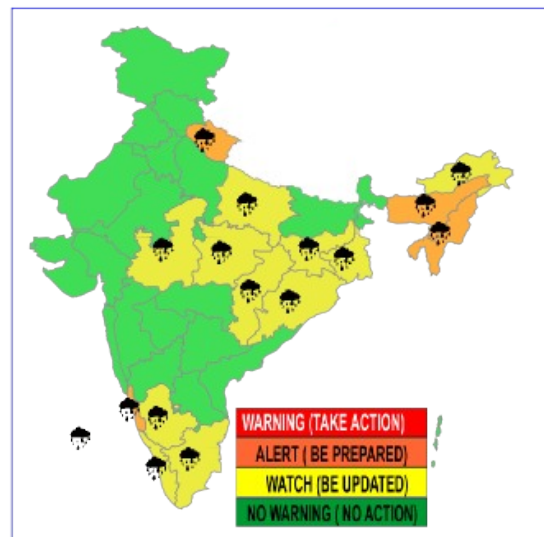 WARNING (TAKE ACTION)
ALERT ( BE PREPARED)
WATCH (BE UPDATED)
NO WARNING ( NO ACTION)